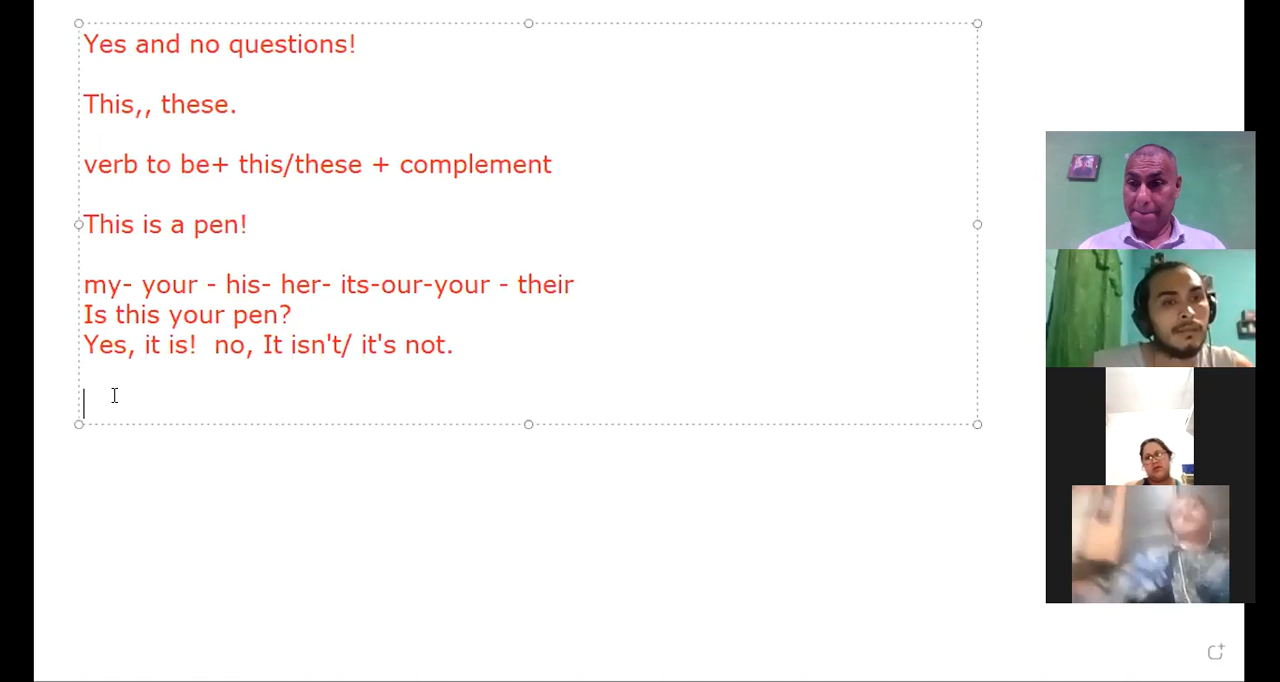 Yes and no questions!
This,, these.
verb to be+ this/these + complement
This is a pen!
my- your - his- her- its-our-your - their
Is this your pen?
Yes, it is!  no, It isn't/ it's not.